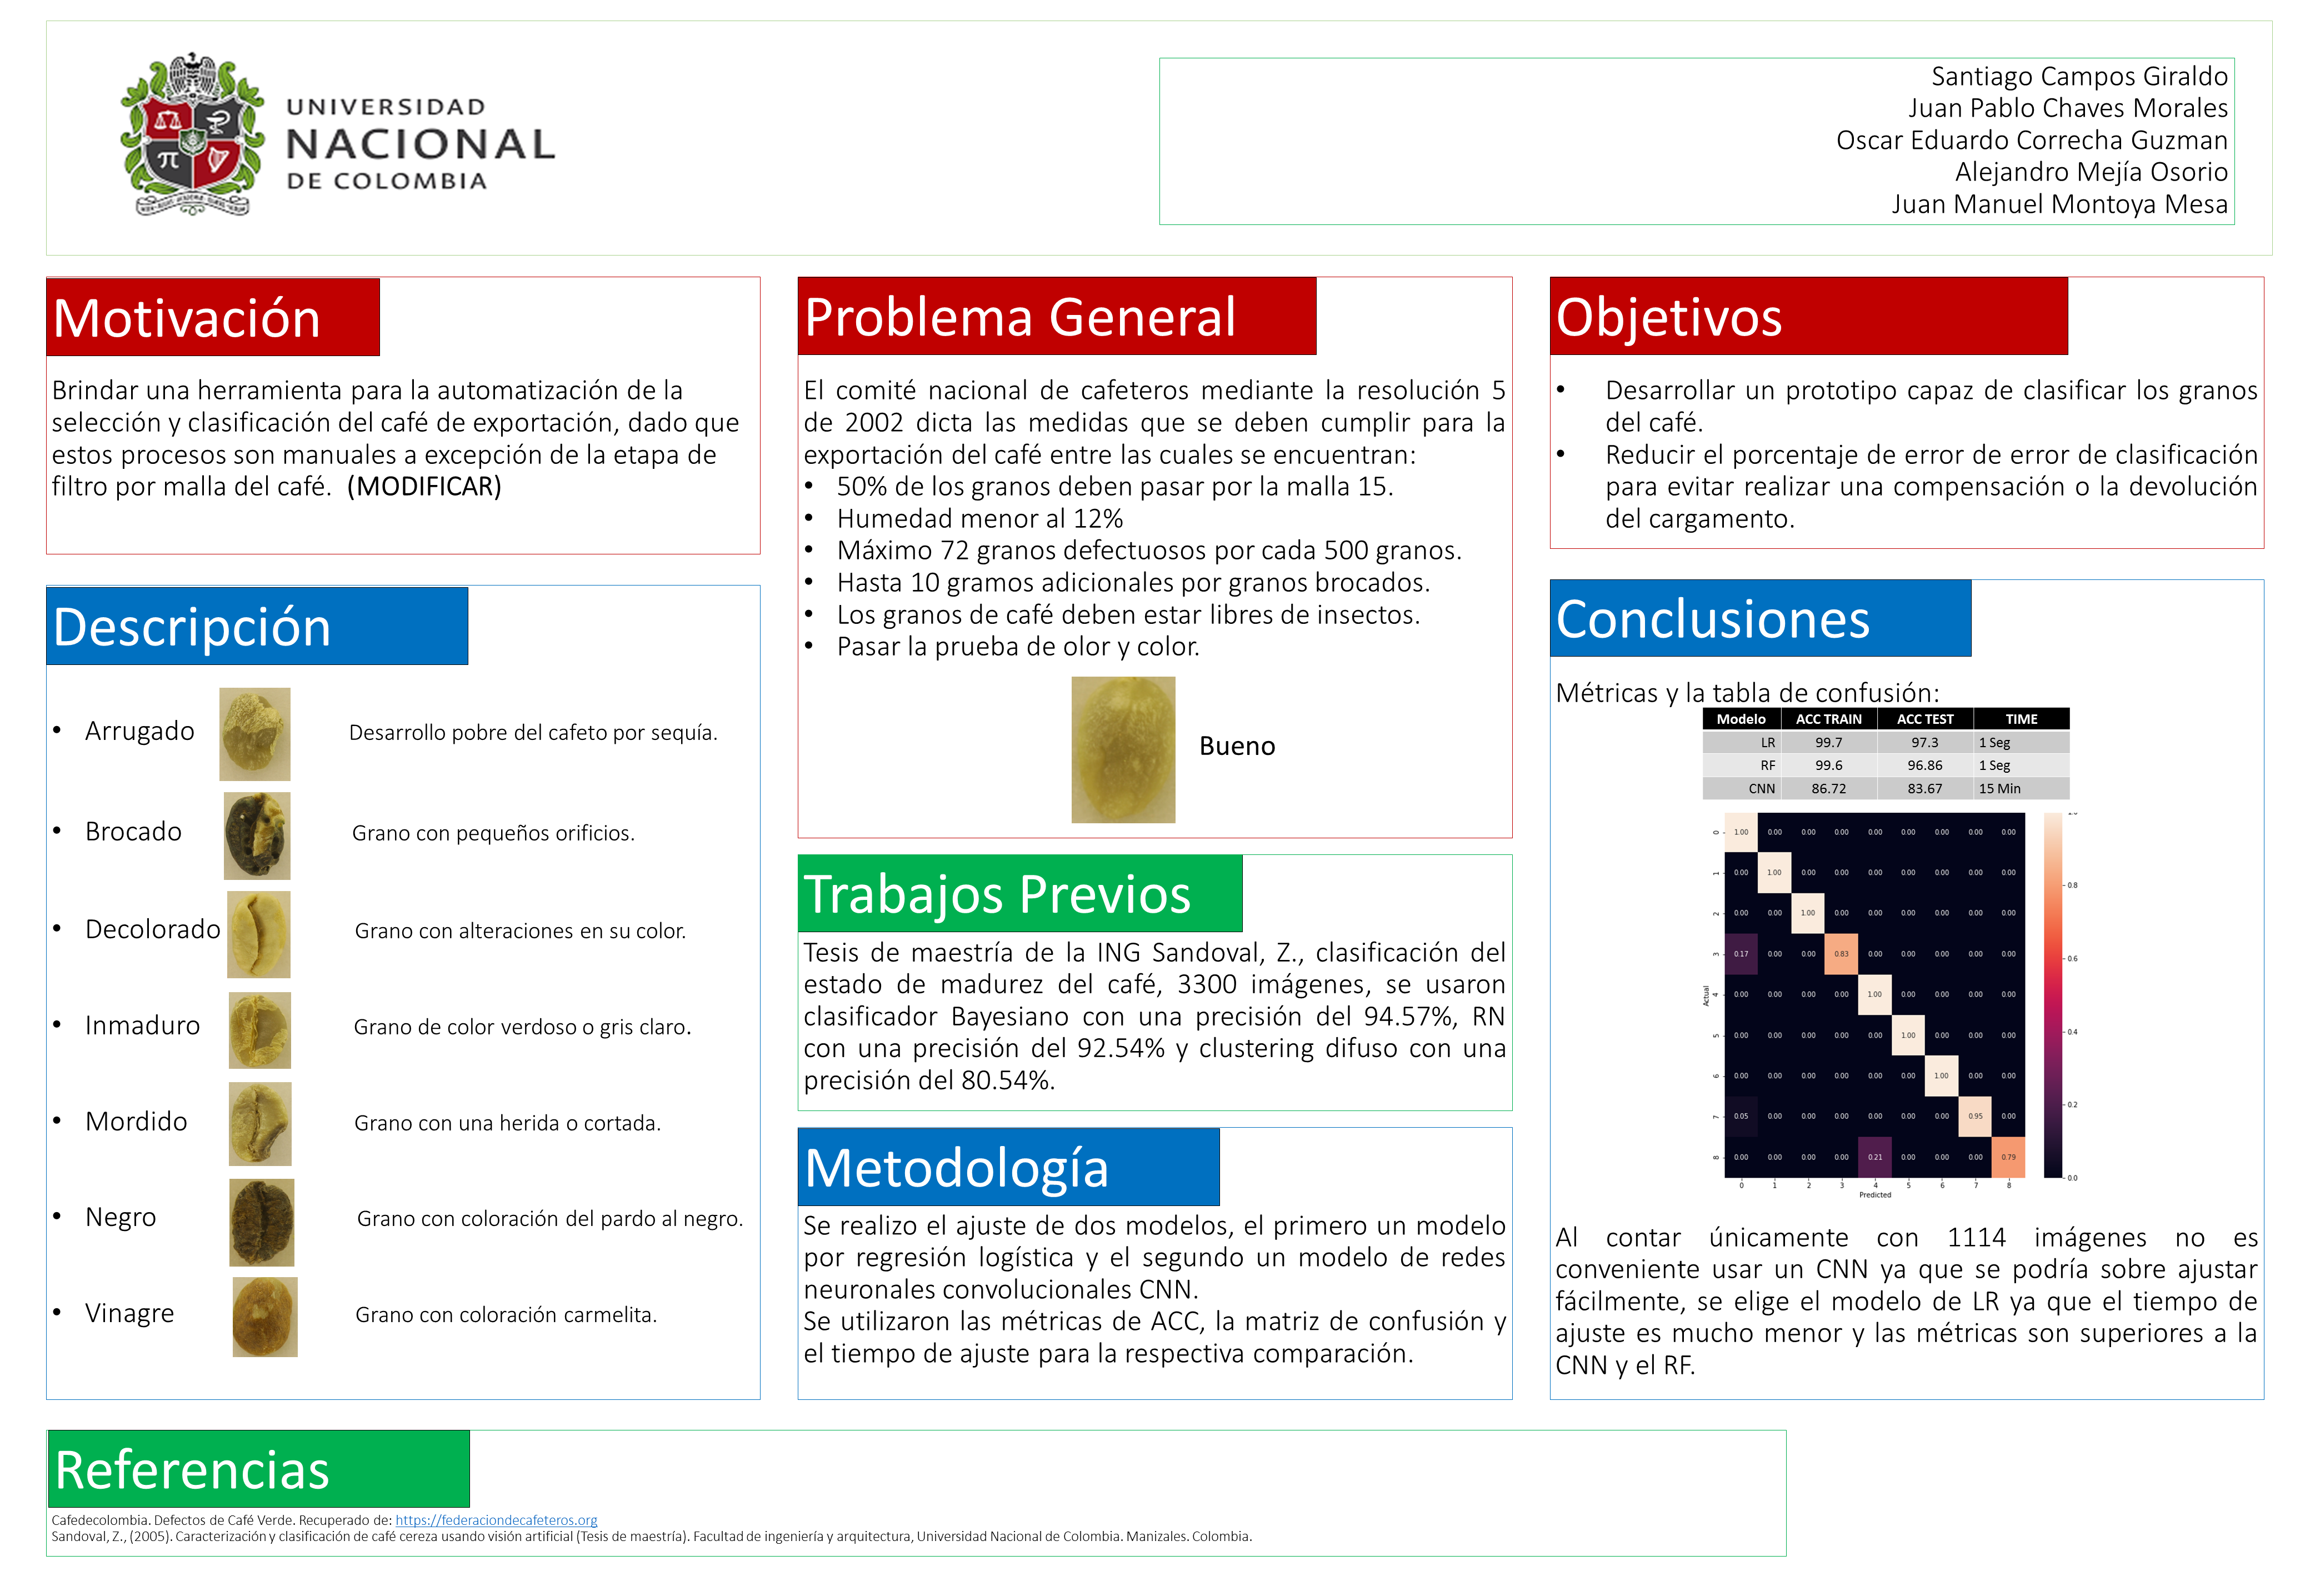 UNIVERSIDAD
NACIONAL
DE COLOMBIA
Santiago Campos Giraldo
Juan Pablo Chaves Morales
Oscar Eduardo Correcha Guzman
Alejandro Mejía Osorio
Juan Manuel Montoya Mesa
Motivación
Brindar una herramienta para la automatización de la
selección y clasificación del café de exportación, dado que
estos procesos son manuales a excepción de la etapa de
filtro por malla del café. (MODIFICAR)
Descripción
• Arrugado Desarrollo pobre del cafeto por sequía.
• Brocado Grano con pequeños orificios.
• Decolorado Grano con alteraciones en su color.
• Inmaduro Grano de color verdoso o gris claro.
• Mordido Grano con una herida o cortada.
• Negro Grano con coloración del pardo al negro.
• Vinagre Grano con coloración carmelita.
Problema General
El comité nacional de cafeteros mediante la resolución 5
de 2002 dicta las medidas que se deben cumplir para la
exportación del café entre las cuales se encuentran:
• 50% de los granos deben pasar por la malla 15.
• Humedad menor al 12%
• Máximo 72 granos defectuosos por cada 500 granos.
• Hasta 10 gramos adicionales por granos brocados.
• Los granos de café deben estar libres de insectos.
• Pasar la prueba de olor y color.
Bueno
Trabajos Previos
Tesis de maestría de la ING Sandoval, Z., clasificación del
estado de madurez del café, 3300 imágenes, se usaron
clasificador Bayesiano con una precisión del 94.57%, RN
con una precisión del 92.54% y clustering difuso con una
precisión del 80.54%.
Metodología
Se realizo el ajuste de dos modelos, el primero un modelo
por regresión logística y el segundo un modelo de redes
neuronales convolucionales CNN.
Se utilizaron las métricas de ACC, la matriz de confusión y
el tiempo de ajuste para la respectiva comparación.
Objetivos
• Desarrollar un prototipo capaz de clasificar los granos
del café.
• Reducir el porcentaje de error de error de clasificación
para evitar realizar una compensación o la devolución
del cargamento.
Conclusiones
Métricas y la tabla de confusión:
Modelo ACC TRAIN ACC TEST TIME
LR 99.7 97.3 1 Seg
RF 99.6 96.86 1 Seg
CNN 86.72 83.67 15 Min
0 1.00 0.00 0.00 0.00 0.00 0.00 0.00 0.00 0.00
1 0.00 1.00 0.00 0.00 0.00 0.00 0.00 0.00 0.00
2 0.00 0.00 1.00 0.00 0.00 0.00 0.00 0.00 0.00
3 0.17 0.00 0.00 0.83 0.00 0.00 0.00 0.00 0.00
4 0.00 0.00 0.00 0.00 1.00 0.00 0.00 0.00 0.00
5 0.00 0.00 0.00 0.00 0.00 1.00 0.00 0.00 0.00
6 0.00 0.00 0.00 0.00 0.00 0.00 1.00 0.00 0.00
7 0.05 0.00 0.00 0.00 0.00 0.00 0.00 0.95 0.00
8 0.00 0.00 0.00 0.00 0.21 0.00 0.00 0.00 0.79
0 1 2 3 4 5 6 7 8
Actual
Predicted
0.8
0.6
0.4
0.2
0.0
Al contar únicamente con 1114 imágenes no es
conveniente usar un CNN ya que se podría sobre ajustar
fácilmente, se elige el modelo de LR ya que el tiempo de
ajuste es mucho menor y las métricas son superiores a la
CNN y el RF.
Referencias
Cafedecolombia. Defectos de Café Verde. Recuperado de: https://federaciondecafeteros.org
Sandoval, Z., (2005). Caracterización y clasificación de café cereza usando visión artificial (Tesis de maestría). Facultad de ingeniería y arquitectura, Universidad Nacional de Colombia. Manizales. Colombia.